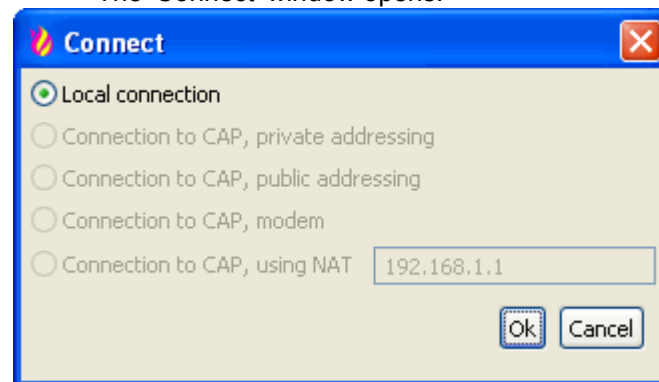 The 'Connect' window opens.
Connect
Local connection
Connection to CAP, private addressing
Connection to CAP, public addressing
Connection to CAP, modem
Connection to CAP, using NAT 192.168.1.1
Ok Cancel